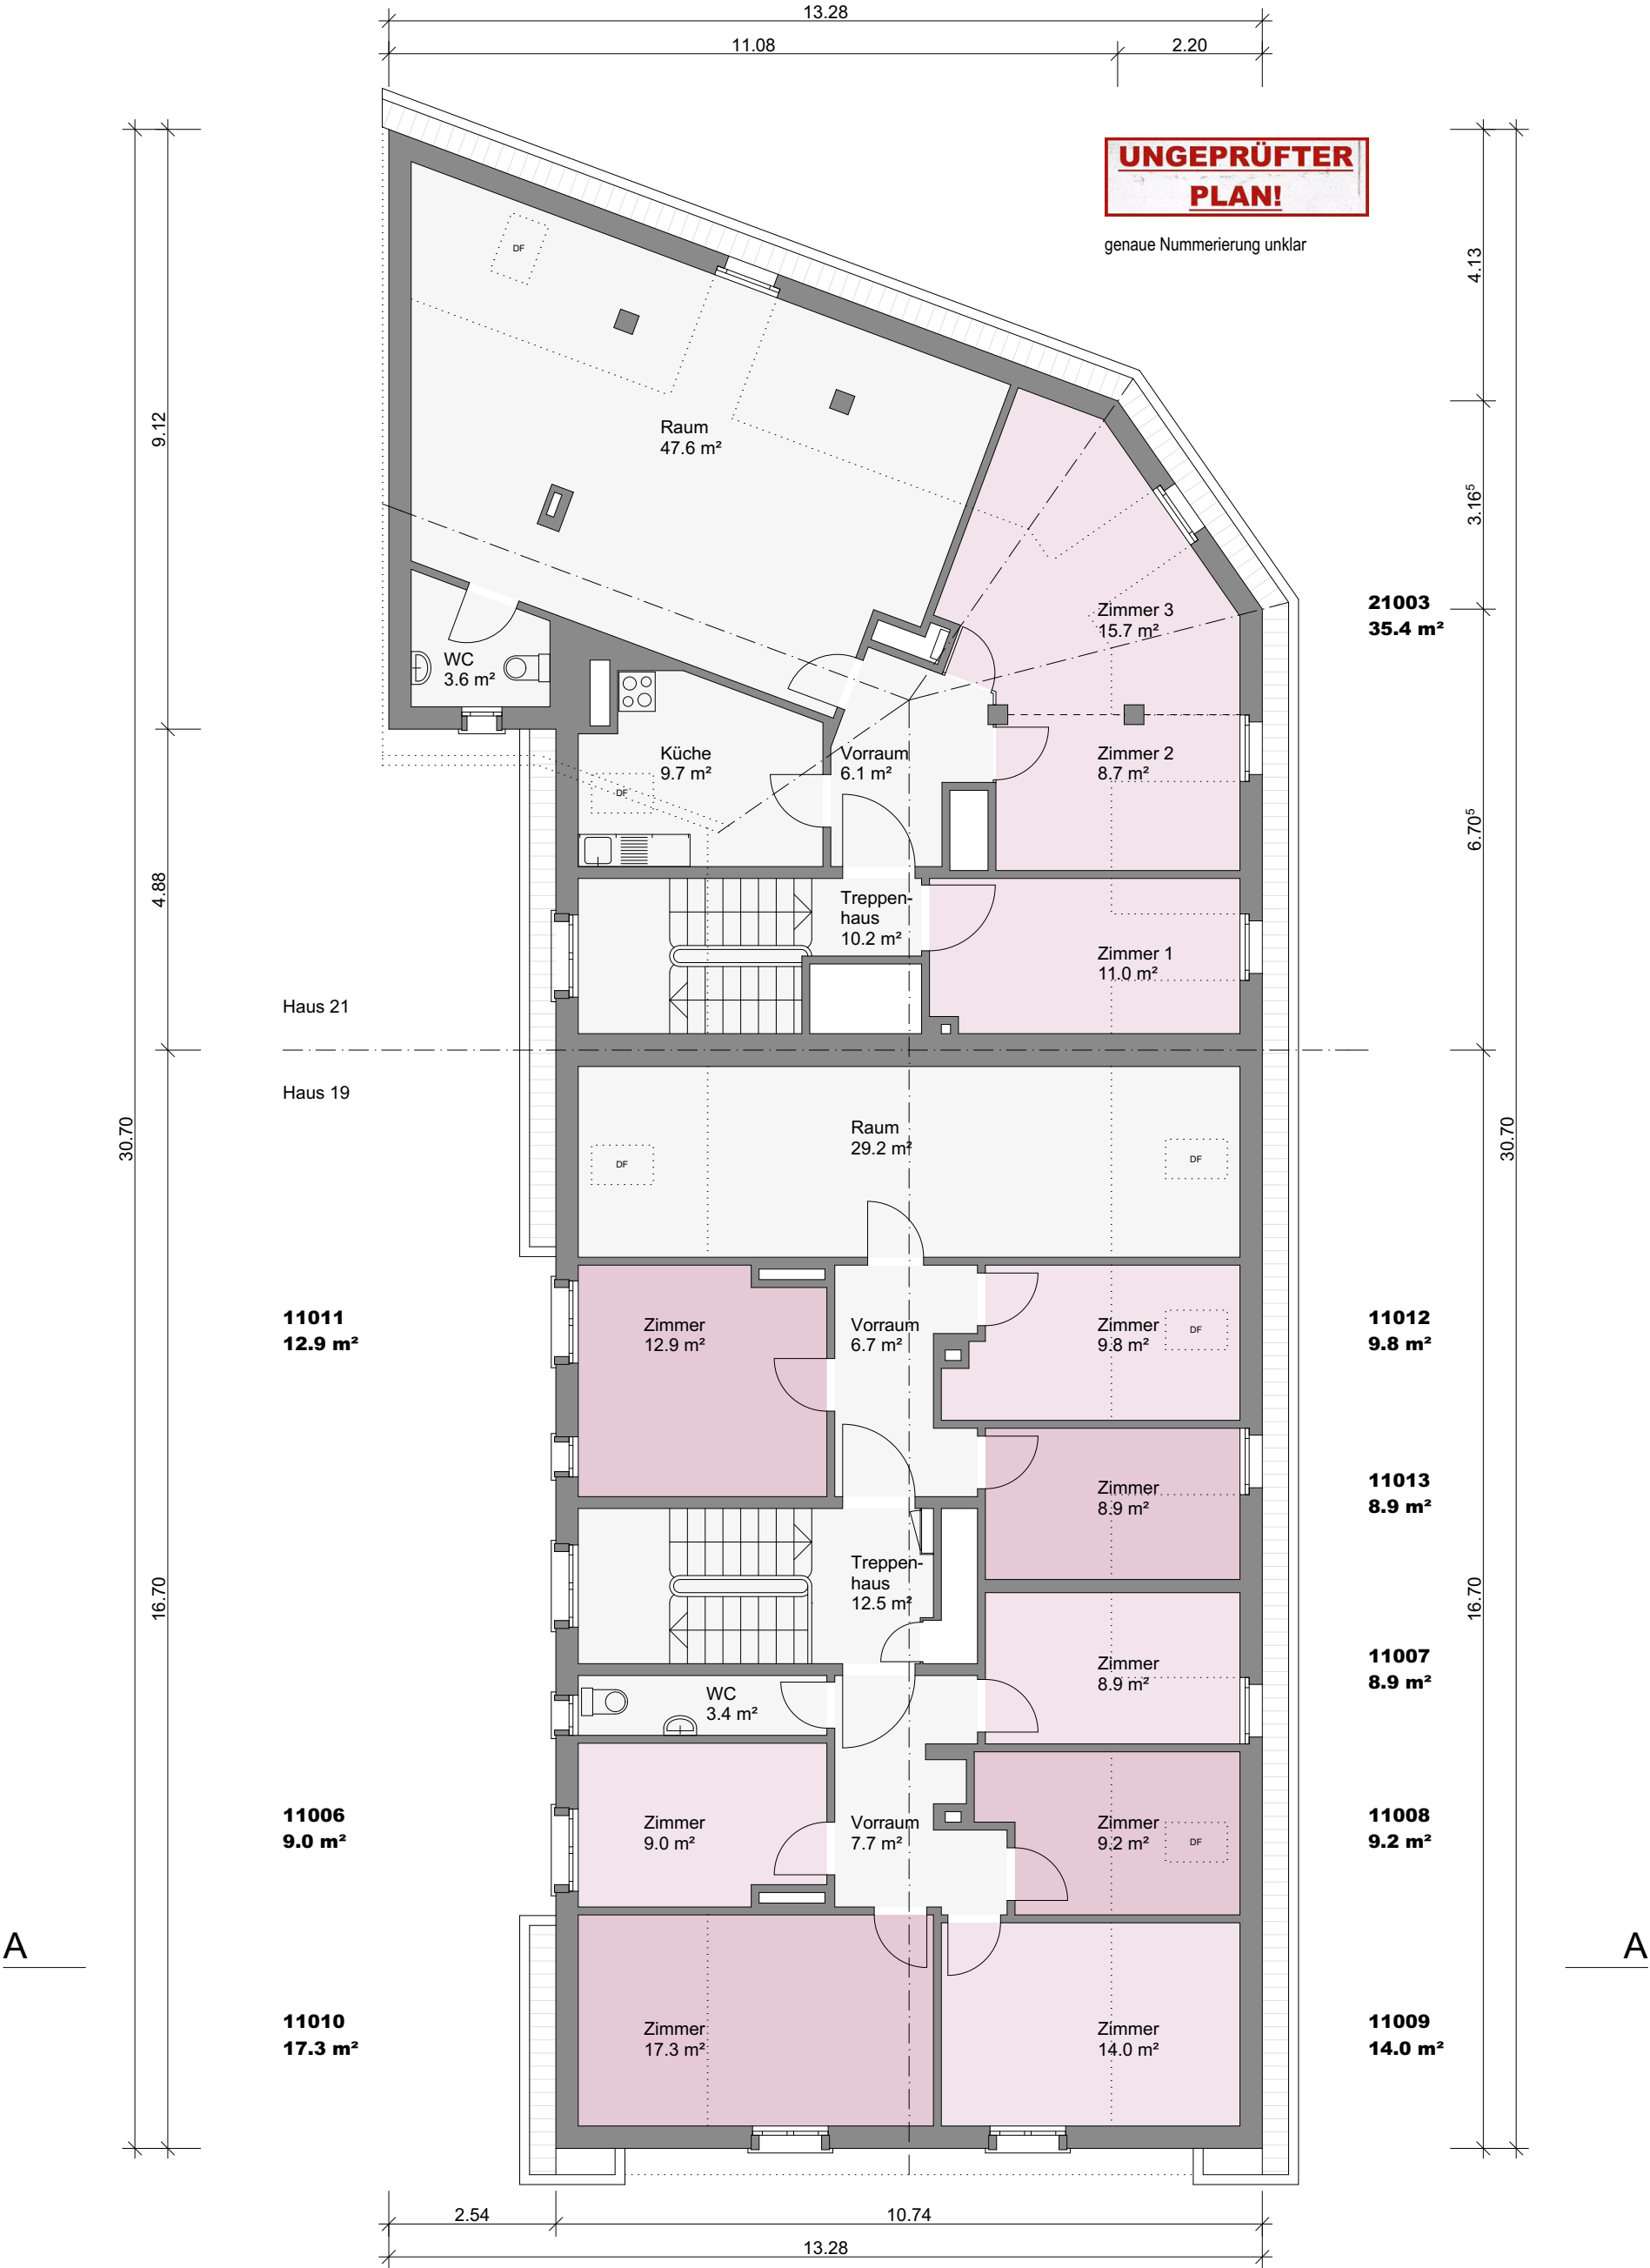 13.28
11.08
2.20
UNGEPRÜFTER
PLAN!
genaue Nummerierung unklar
4.13
DF
9.12
Raum
47.6 m²
3.16⁵
21003
35.4 m²
Zimmer 3
15.7 m²
WC
3.6 m²
Küche
9.7 m²
DF
Vorraum
6.1 m²
Zimmer 2
8.7 m²
6.70⁵
4.88
Treppen-
haus
10.2 m²
Zimmer 1
11.0 m²
Haus 21
Haus 19
30.70
30.70
Raum
29.2 m²
DF
DF
11011
12.9 m²
Zimmer
12.9 m²
Vorraum
6.7 m²
Zimmer
9.8 m²
DF
11012
9.8 m²
Zimmer
8.9 m²
11013
8.9 m²
16.70
Treppen-
haus
12.5 m²
16.70
WC
3.4 m²
Zimmer
8.9 m²
11007
8.9 m²
11006
9.0 m²
Zimmer
9.0 m²
Vorraum
7.7 m²
Zimmer
9.2 m²
DF
11008
9.2 m²
A
A
11010
17.3 m²
Zimmer
17.3 m²
Zimmer
14.0 m²
11009
14.0 m²
2.54
10.74
13.28